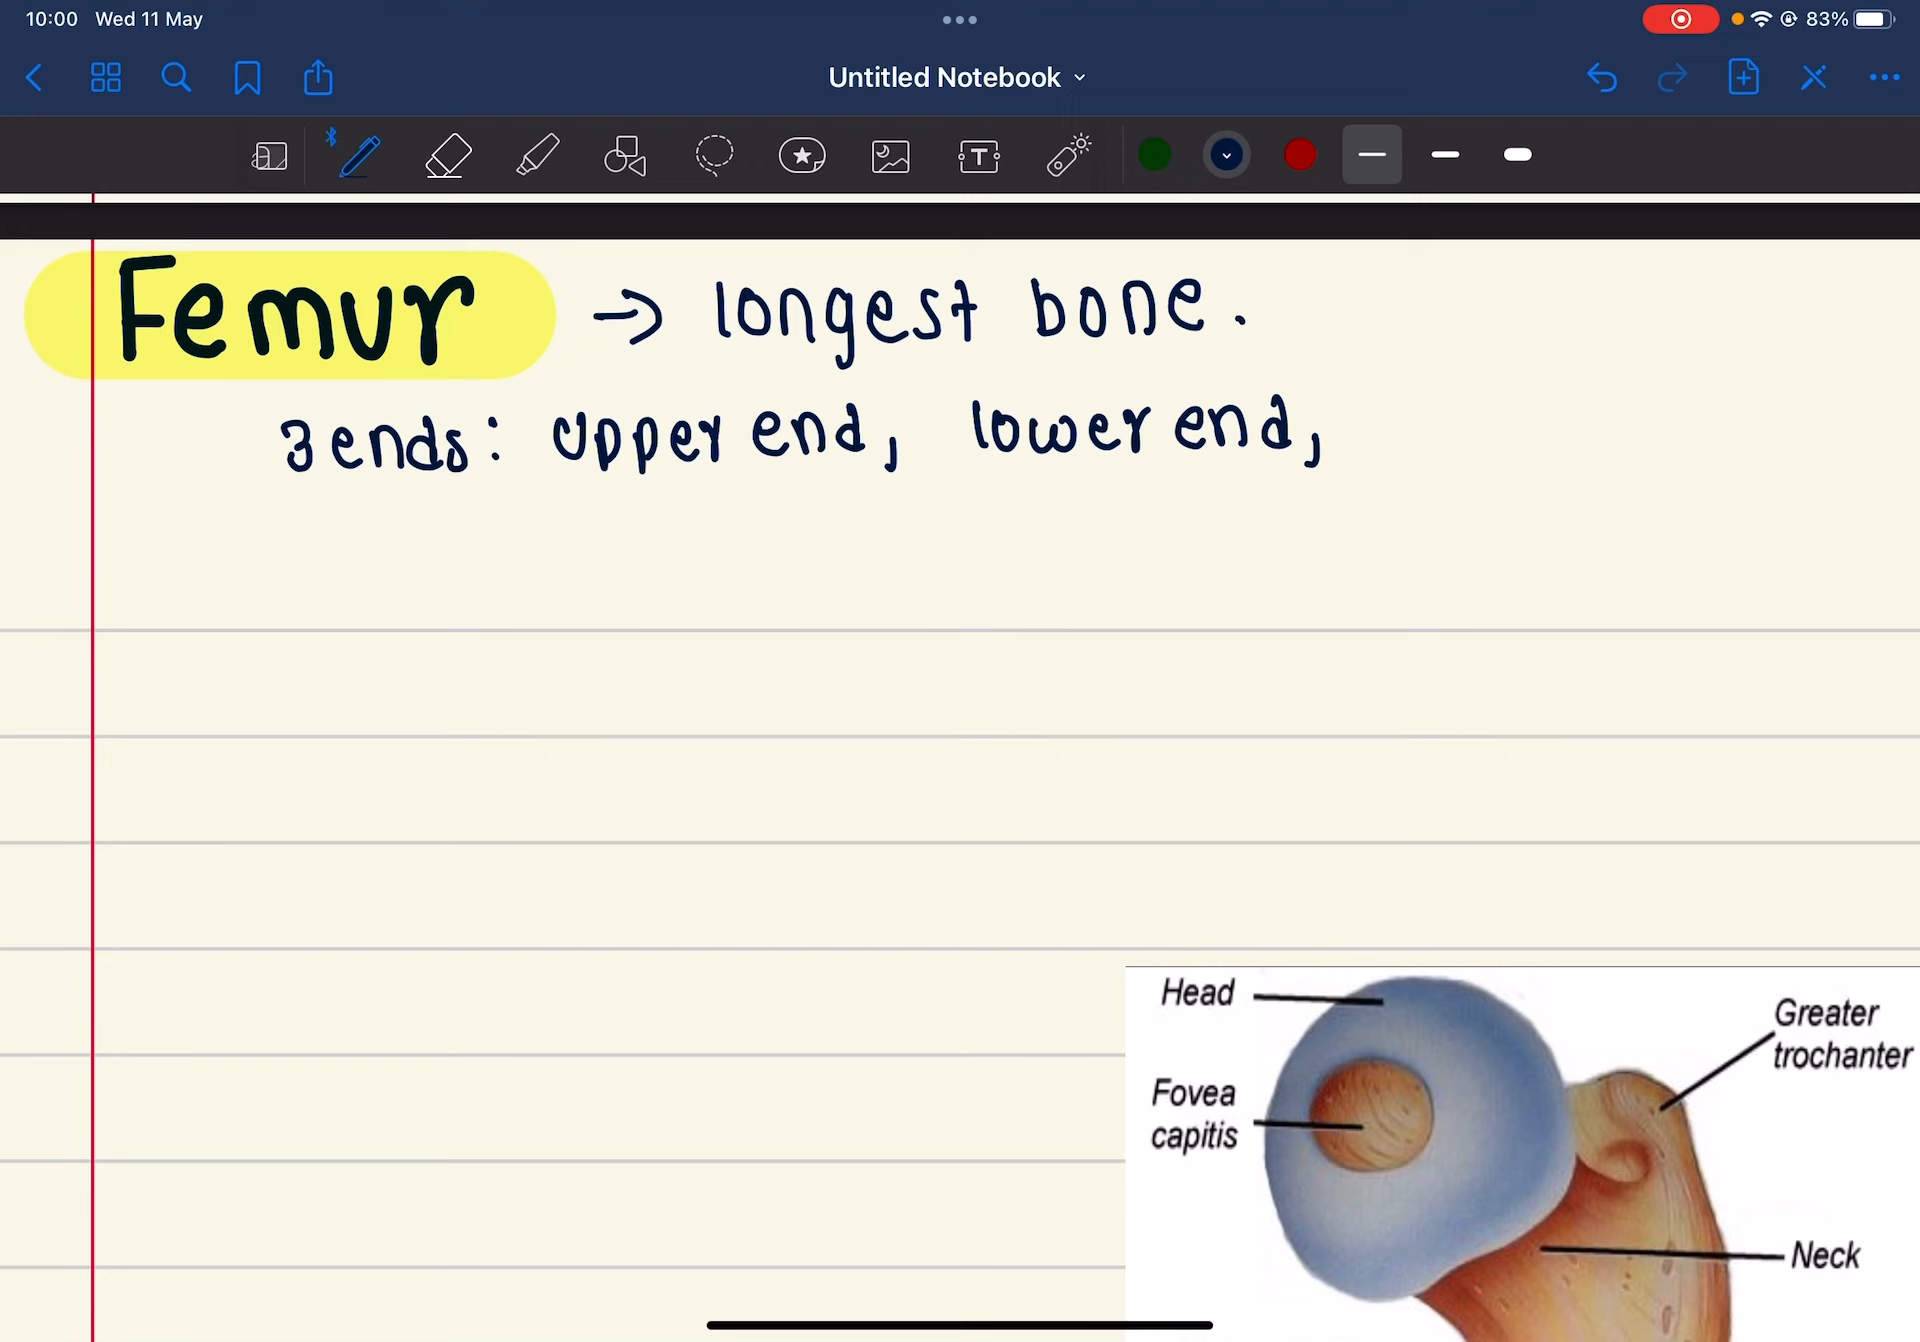 10:00 Wed 11 May
83%
Untitled Notebook
T
Femur → longest bone.
3 ends: Upper end, lower end,
Head
Greater
trochanter
Fovea
capitis
Neck